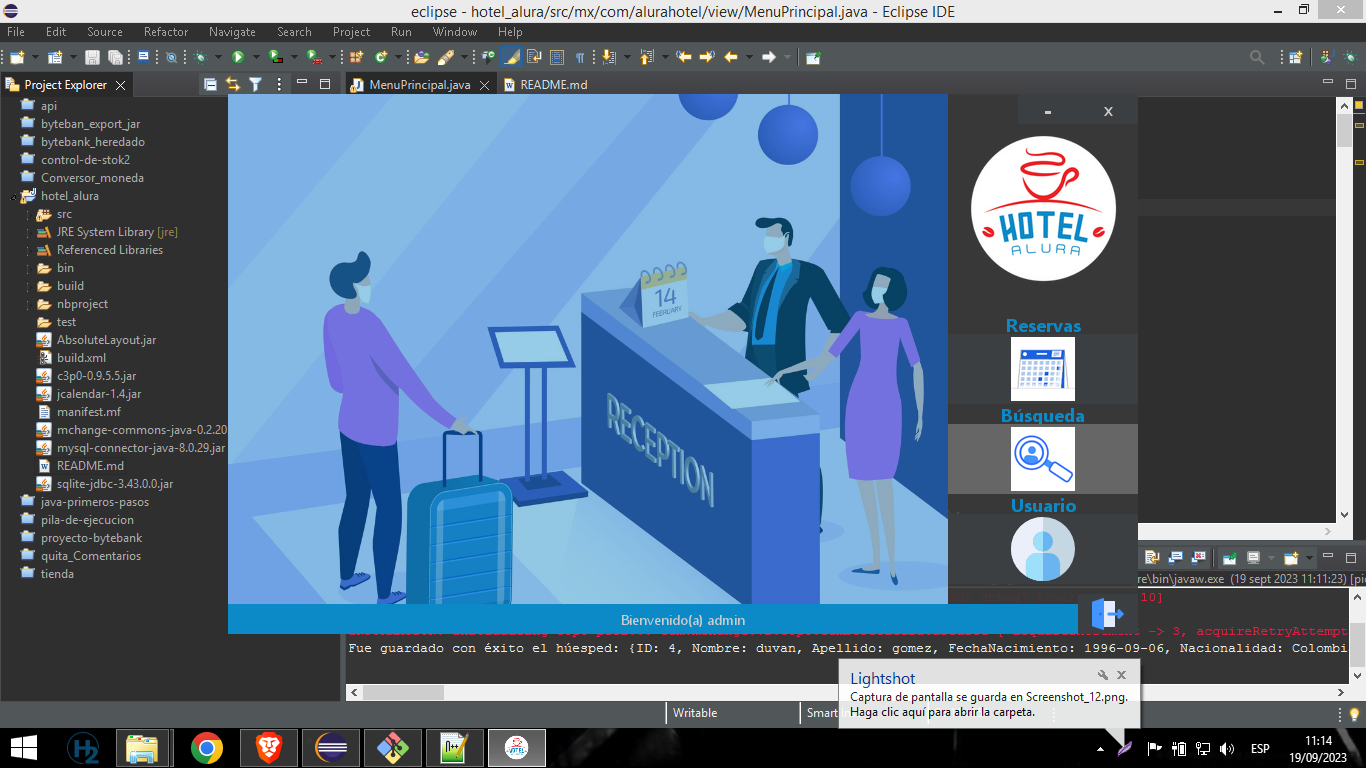 eclipse - hotel_alura/src/mx/com/alurahotel/view/MenuPrincipal.java - Eclipse IDE
File Edit Source Refactor Navigate Search Project Run Window Help
Project Explorer
MenuPrincipal.java
README.md
api
byteban_export_jar
bytebank_heredado
control-de-stok2
Conversor_moneda
hotel_alura
src
JRE System Library [jre]
Referenced Libraries
bin
build
nbproject
test
AbsoluteLayout.jar
build.xml
c3p0-0.9.5.5.jar
jcalendar-1.4.jar
manifest.mf
mchange-commons-java-0.2.20
mysql-connector-java-8.0.29.jar
README.md
sqlite-jdbc-3.43.0.0.jar
java-primeros-pasos
pila-de-ejecucion
proyecto-bytebank
quita_Comentarios
tienda
14
FEBRUARY
RECEPTION
- x
HOTEL
ALURA
Reservas
Búsqueda
Usuario
Bienvenido(a) admin
re\bin\javaw.exe (19 sept 2023 11:11:23) [pi
10]
-> 3, acquireRetryAttempt
Fue guardado con éxito el húesped: {ID: 4, Nombre: duvan, Apellido: gomez, FechaNacimiento: 1996-09-06, Nacionalidad: Colombi
Lightshot
Captura de pantalla se guarda en Screenshot_12.png.
Haga clic aquí para abrir la carpeta.
Writable
Smart
H2
N++
HOTEL
ESP
11:14
19/09/2023